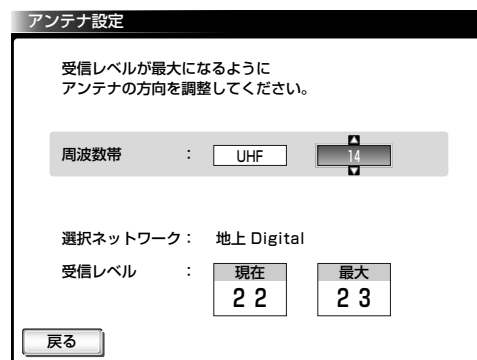 アンテナ設定
受信レベルが最大になるように
アンテナの方向を調整してください。
周波数帯 : UHF 14
選択ネットワーク： 地上 Digital
受信レベル : 現在 最大
22 23
戻る